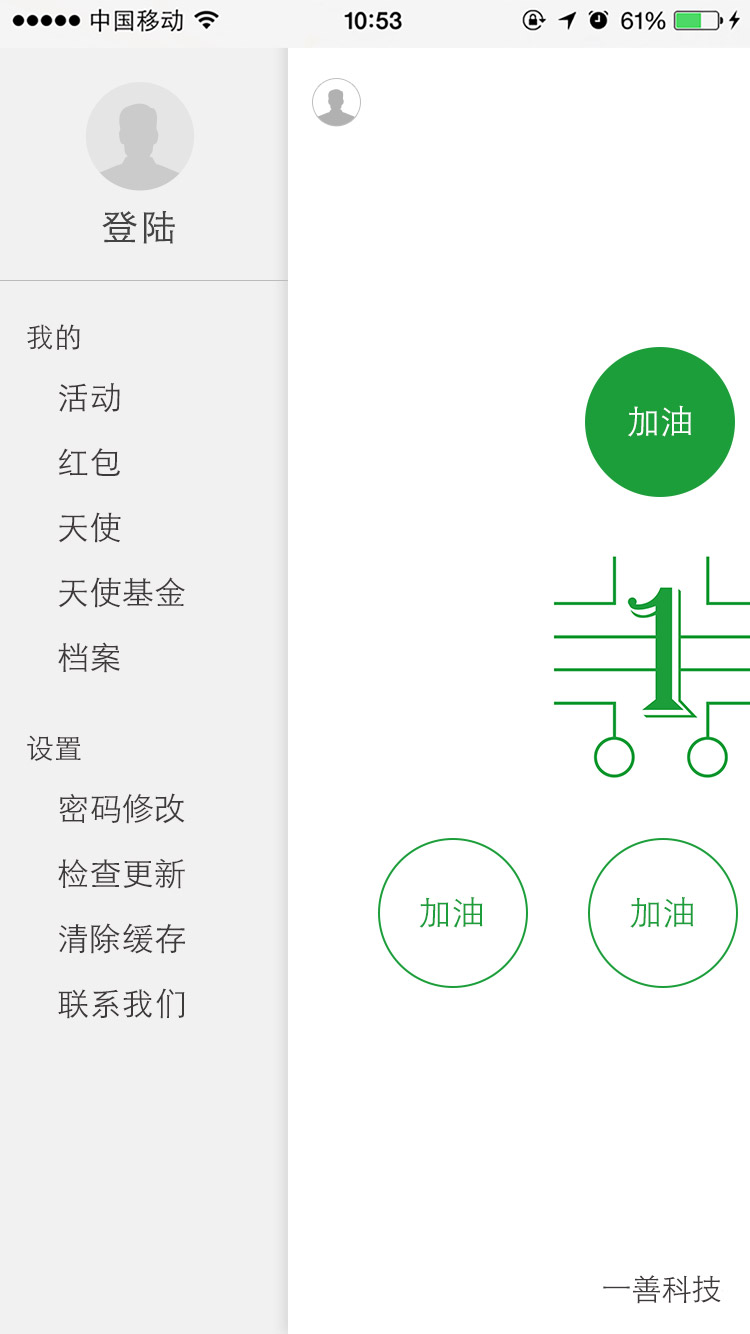 中国移动 10:53 61%
登陆
我的
活动
红包
天使
天使基金
档案
设置
密码修改
检查更新
清除缓存
联系我们
加油
1
加油 加油
一善科技